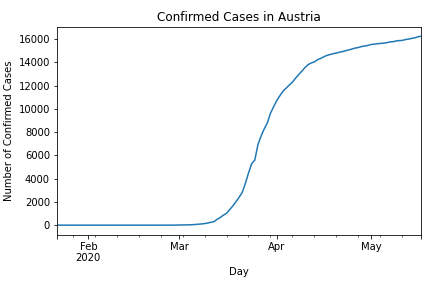 Confirmed Cases in Austria
Number of Confirmed Cases
16000
14000
12000
10000
8000
6000
4000
2000
0
Feb
2020
Mar
Apr
May
Day